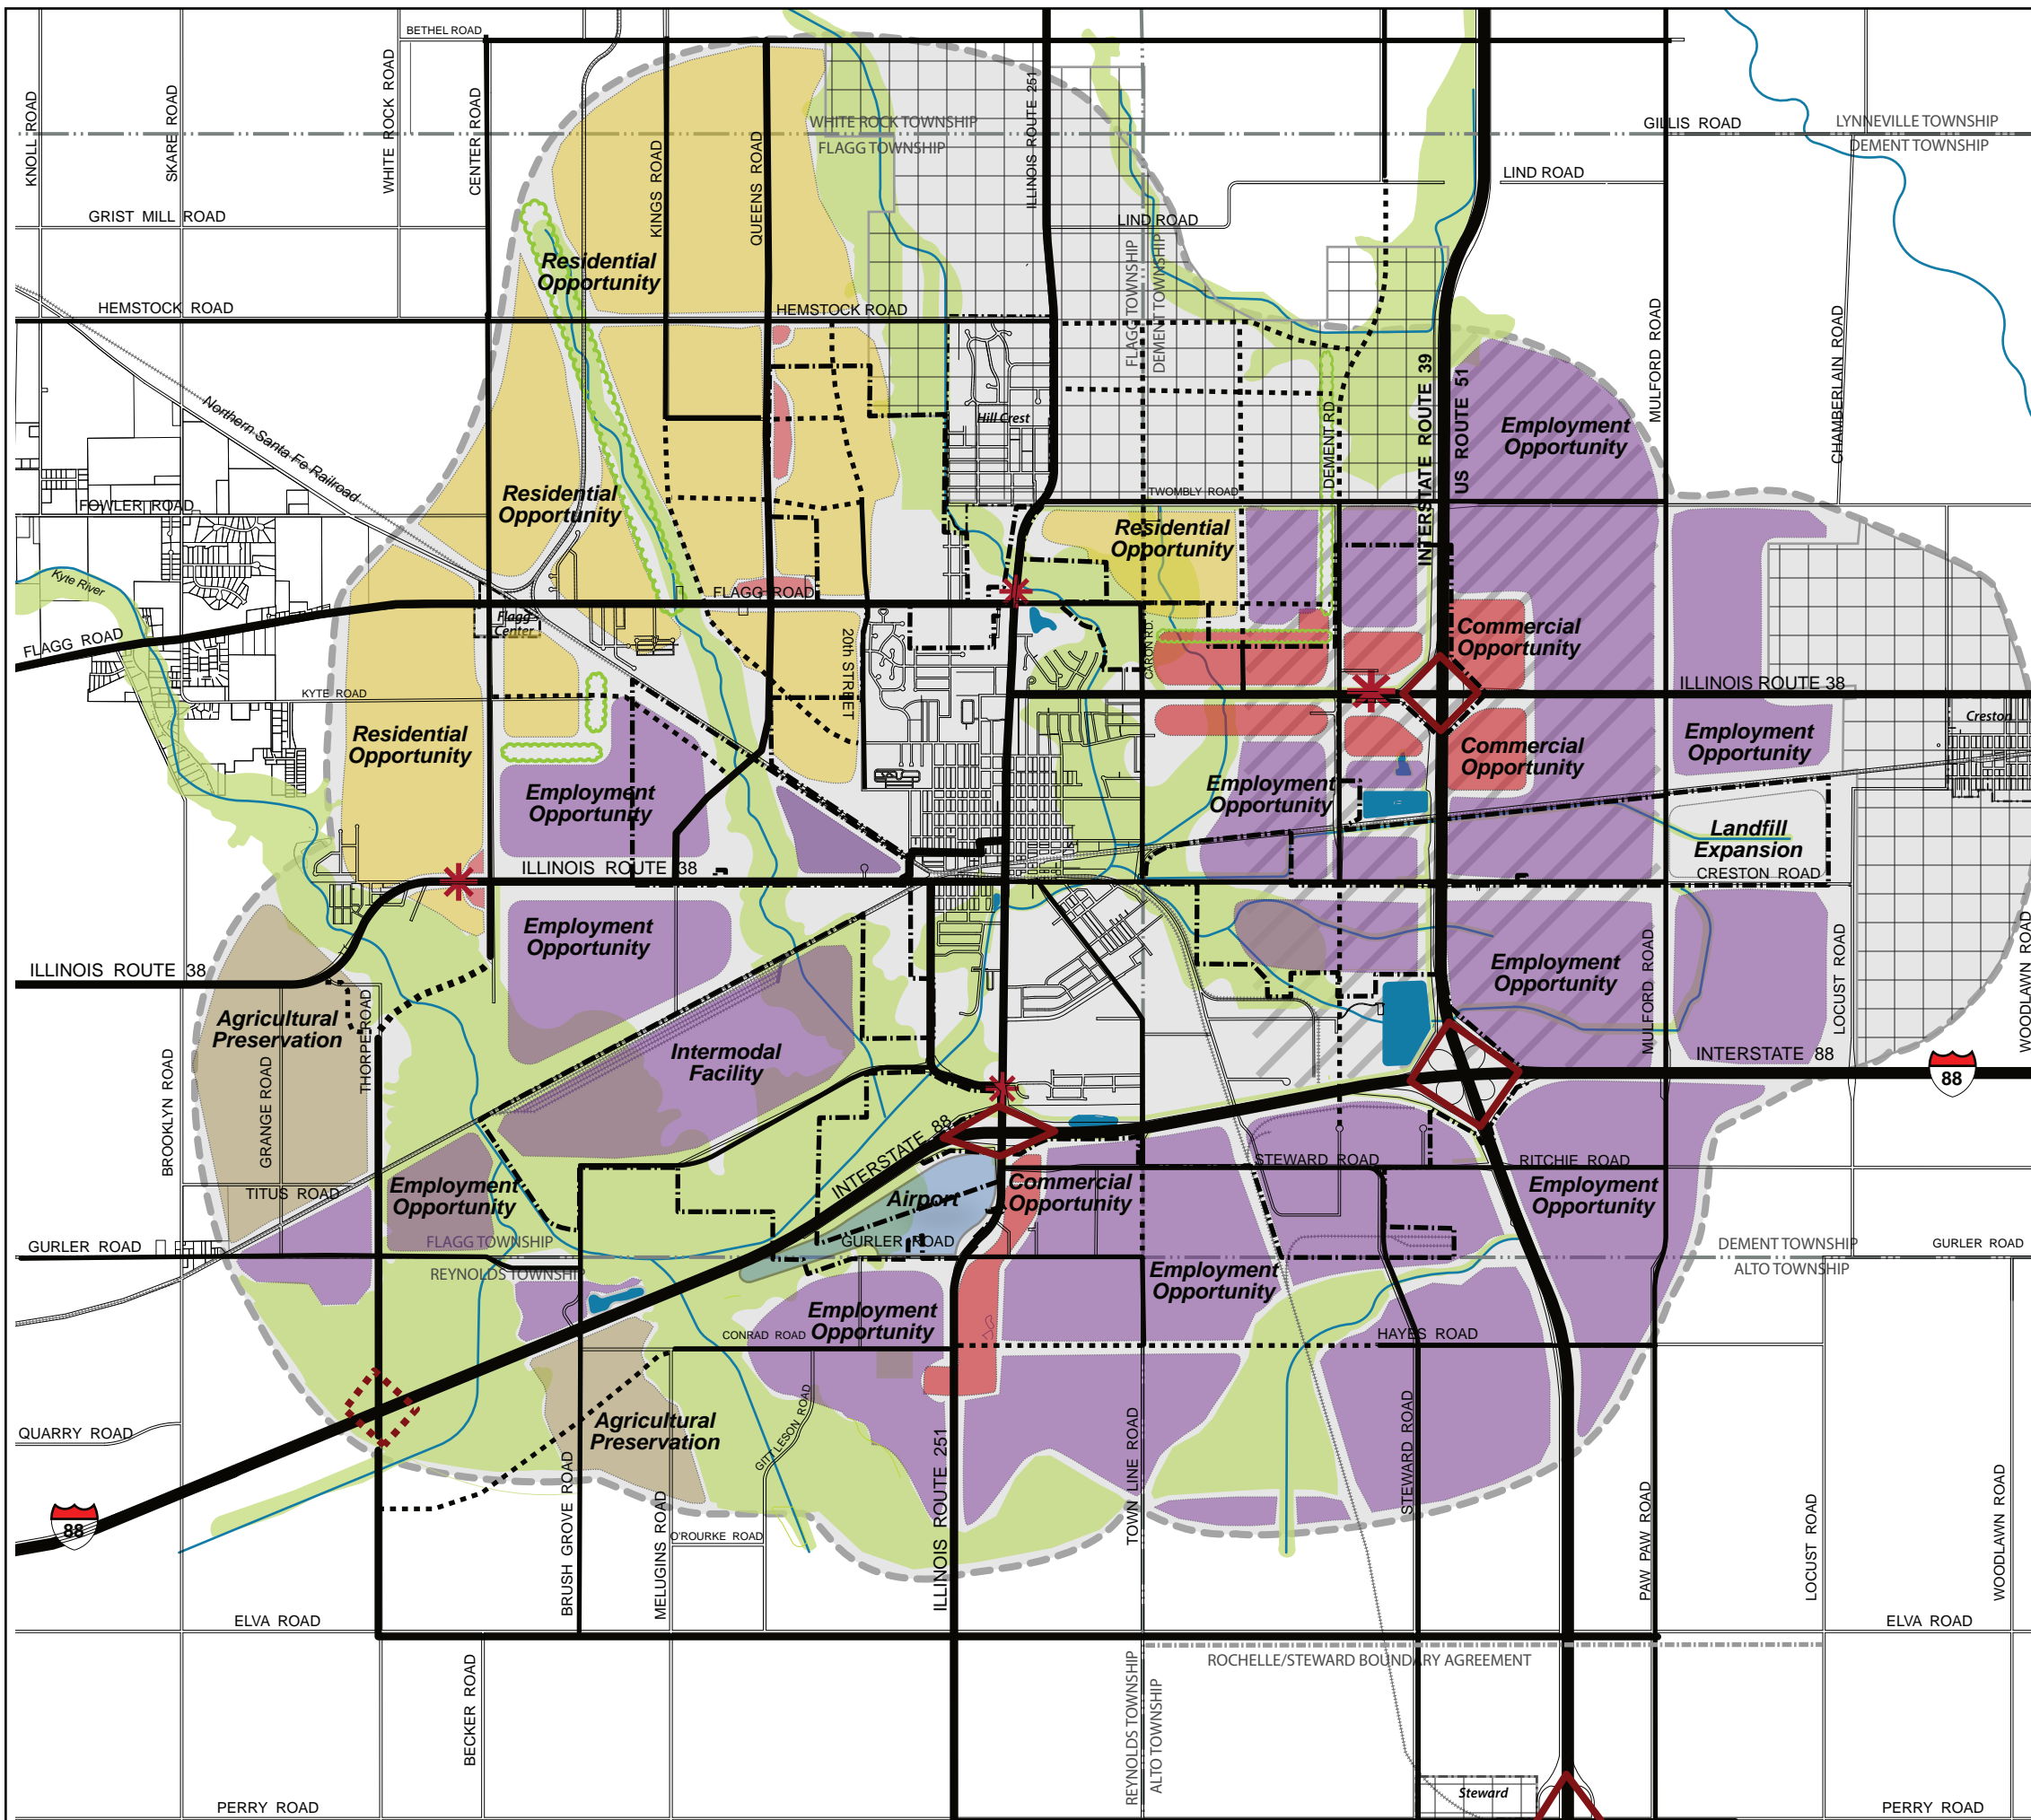 BETHEL ROAD
KNOLL ROAD
SKARE ROAD
WHITE ROCK ROAD
CENTER ROAD
KINGS ROAD
QUEENS ROAD
ILLINOIS ROUTE 251
WHITE ROCK TOWNSHIP
FLAGG TOWNSHIP
GILLIS ROAD
LYNNEVILLE TOWNSHIP
DEMENT TOWNSHIP
LIND ROAD
GRIST MILL ROAD
LIND ROAD
FLAGG TOWNSHIP
DEMENT TOWNSHIP
Residential
Opportunity
HEMSTOCK ROAD
HEMSTOCK ROAD
MULFORD ROAD
CHAMBERLAIN ROAD
INTERSTATE ROUTE 39
US ROUTE 51
Northern Santa Fe Railroad
Hill Crest
DEMENT RD
Employment
Opportunity
FOWLER ROAD
Residential
Opportunity
TWOMBLY ROAD
Residential
Opportunity
Kyte River
FLAGG ROAD
Flagg
Center
FLAGG ROAD
20th STREET
CARON RD.
Commercial
Opportunity
KYTE ROAD
ILLINOIS ROUTE 38
Creston
Residential
Opportunity
Employment
Opportunity
Commercial
Opportunity
Employment
Opportunity
Employment
Opportunity
Landfill
Expansion
ILLINOIS ROUTE 38
CRESTON ROAD
Employment
Opportunity
ILLINOIS ROUTE 38
Employment
Opportunity
MULFORD ROAD
LOCUST ROAD
WOODLAWN ROAD
Agricultural
Preservation
THORPE ROAD
Intermodal
Facility
INTERSTATE 88
88
BROOKLYN ROAD
GRANGE ROAD
INTERSTATE 88
STEWARD ROAD
RITCHIE ROAD
TITUS ROAD
Employment
Opportunity
Airport
Commercial
Opportunity
Employment
Opportunity
GURLER ROAD
FLAGG TOWNSHIP
REYNOLDS TOWNSHIP
GURLER ROAD
DEMENT TOWNSHIP
ALTO TOWNSHIP
GURLER ROAD
Employment
Opportunity
Employment
Opportunity
CONRAD ROAD
HAYES ROAD
QUARRY ROAD
Agricultural
Preservation
GITTLESON ROAD
ILLINOIS ROUTE 251
TOWN LINE ROAD
STEWARD ROAD
88
BRUSH GROVE ROAD
MELUGINS ROAD
O'ROURKE ROAD
PAW PAW ROAD
LOCUST ROAD
WOODLAWN ROAD
ELVA ROAD
ELVA ROAD
ROCHELLE/STEWARD BOUNDARY AGREEMENT
BECKER ROAD
REYNOLDS TOWNSHIP
ALTO TOWNSHIP
Steward
PERRY ROAD
PERRY ROAD